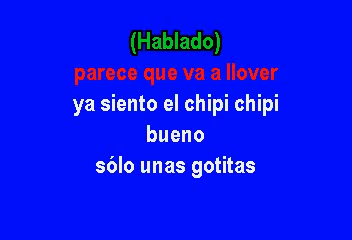 (Hablado)
parece que va a llover
ya siento el chipi chipi
bueno
sólo unas gotitas